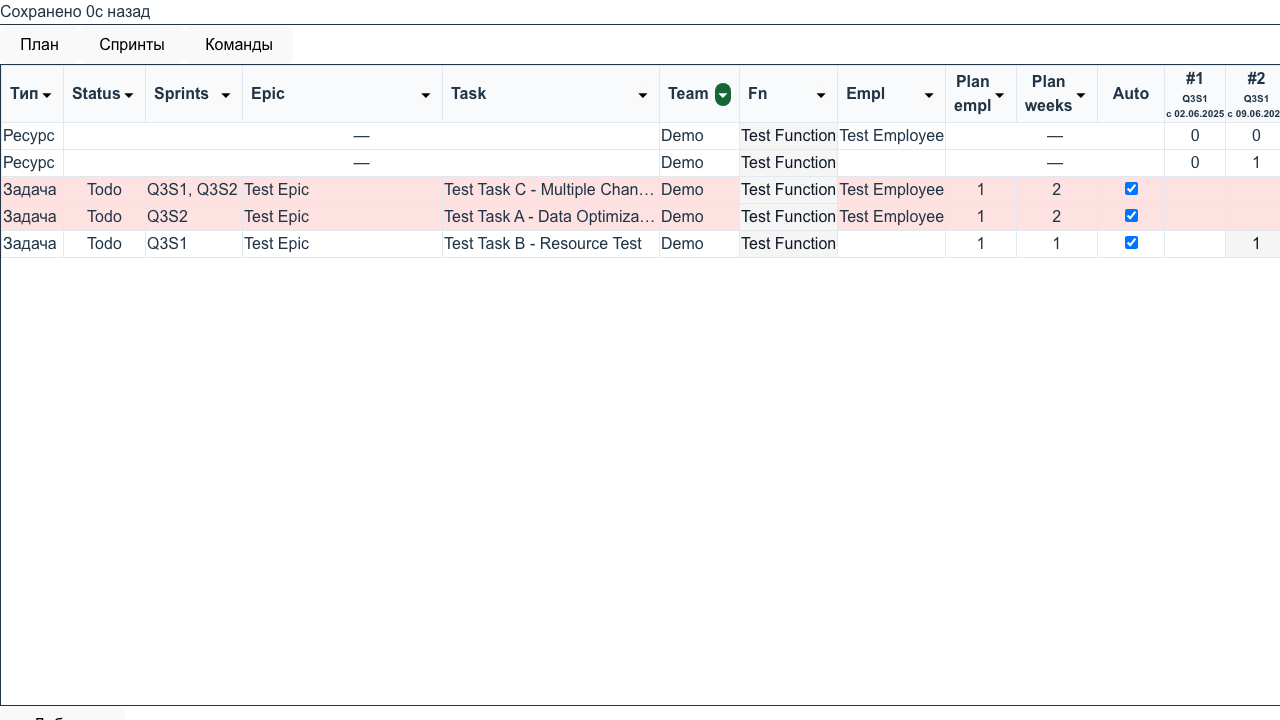 Сохранено 0с назад
План Спринты Команды
Тип Status Sprints Epic Task Team Fn Empl Plan empl Plan weeks Auto #1 Q3S1 с 02.06.2025 #2 Q3S1 с 09.06.202
Ресурс — Demo Test Function Test Employee — 0 0
Ресурс — Demo Test Function — 0 1
Задача Todo Q3S1, Q3S2 Test Epic Test Task C - Multiple Chan… Demo Test Function Test Employee 1 2
Задача Todo Q3S2 Test Epic Test Task A - Data Optimiza… Demo Test Function Test Employee 1 2
Задача Todo Q3S1 Test Epic Test Task B - Resource Test Demo Test Function 1 1 1